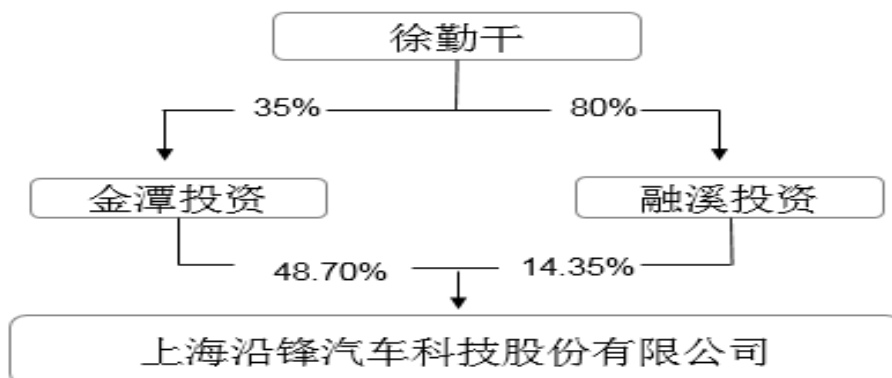 徐勤干
35%
80%
金潭投资
融溪投资
48.70%
14.35%
上海沿锋汽车科技股份有限公司